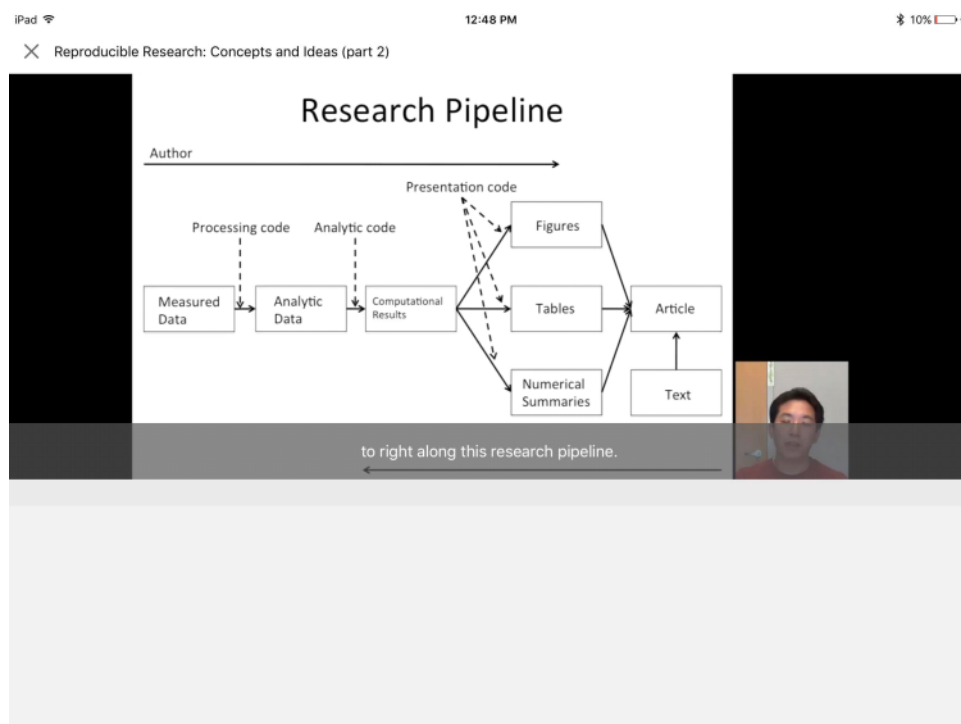 iPad
12:48 PM
10%
Reproducible Research: Concepts and Ideas (part 2)
Research Pipeline
Author
Presentation code
Processing code
Analytic code
Figures
Measured
Data
Analytic
Data
Computational
Results
Tables
Article
Numerical
Summaries
Text
to right along this research pipeline.